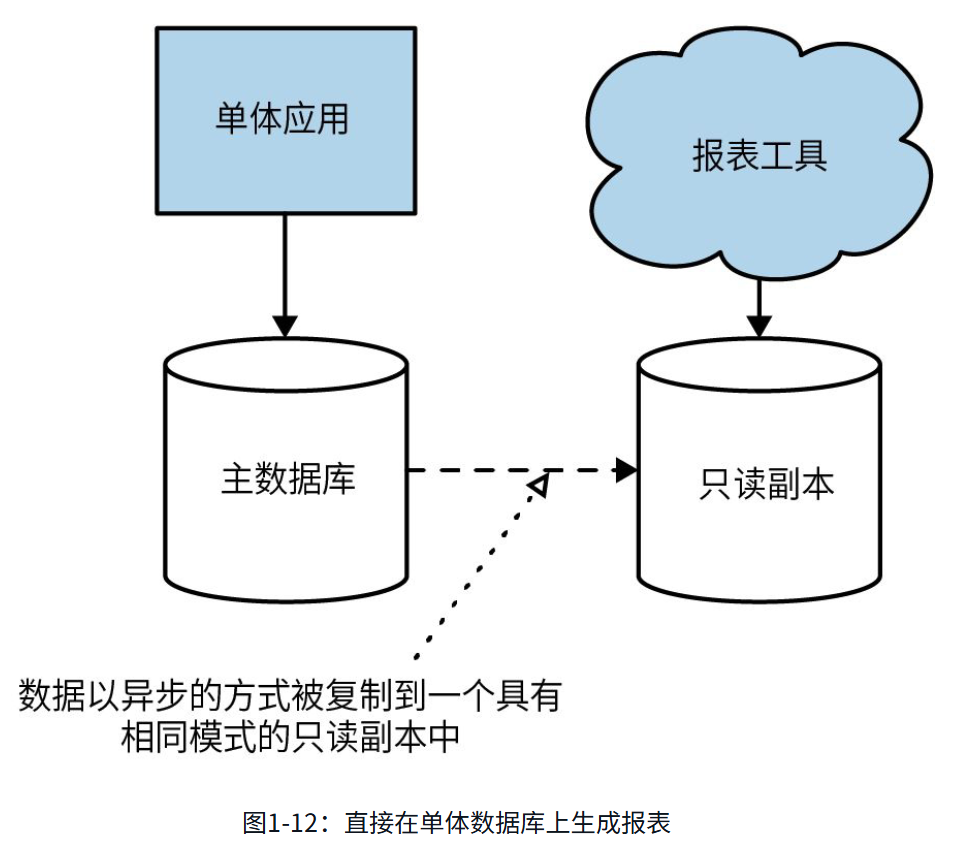 单体应用
报表工具
主数据库
只读副本
数据以异步的方式被复制到一个具有
相同模式的只读副本中
图1-12：直接在单体数据库上生成报表